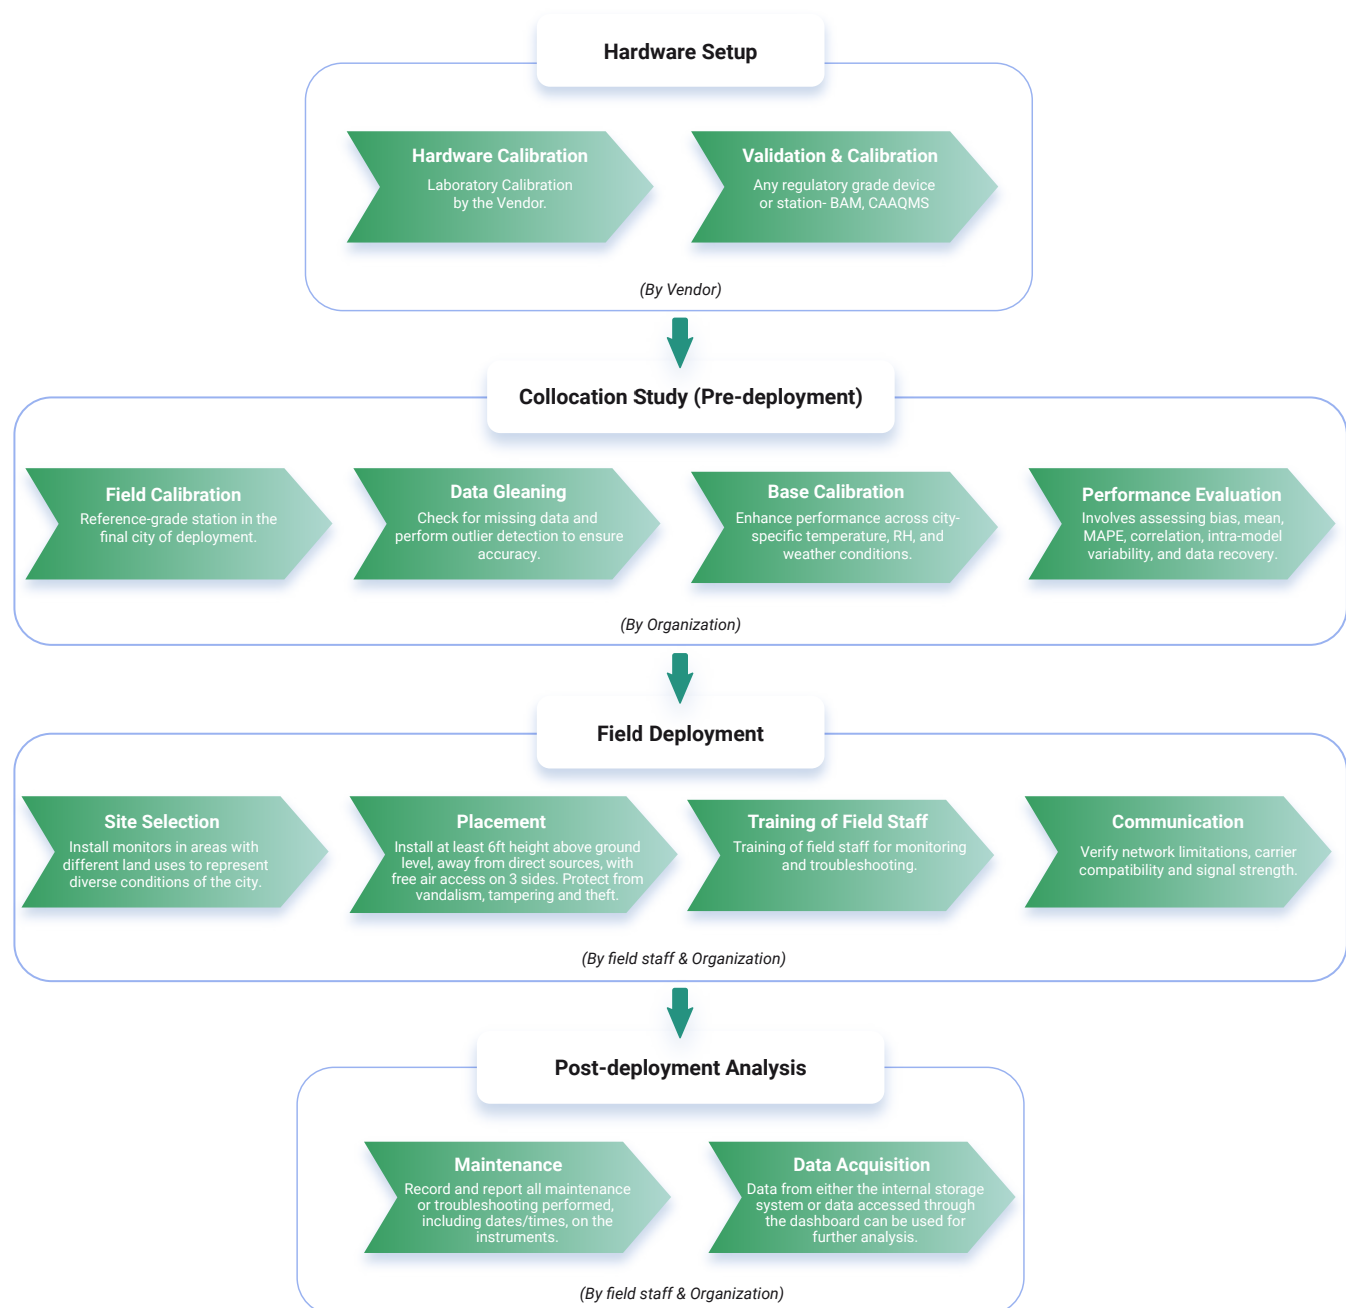 Hardware Setup
Hardware Calibration
Laboratory Calibration
by the Vendor.
Validation & Calibration
Any regulatory grade device
or station- BAM, CAAQMS
(By Vendor)
Collocation Study (Pre-deployment)
Field Calibration
Reference-grade station in the
final city of deployment.
Data Gleaning
Check for missing data and
perform outlier detection to ensure
accuracy.
Base Calibration
Enhance performance across city-
specific temperature, RH, and
weather conditions.
Performance Evaluation
Involves assessing bias, mean,
MAPE, correlation, intra-model
variability, and data recovery.
(By Organization)
Field Deployment
Site Selection
Install monitors in areas with
different land uses to represent
diverse conditions of the city.
Placement
Install at least 6ft height above ground
level, away from direct sources, with
free air access on 3 sides. Protect from
vandalism, tampering and theft.
Training of Field Staff
Training of field staff for monitoring
and troubleshooting.
Communication
Verify network limitations, carrier
compatibility and signal strength.
(By field staff & Organization)
Post-deployment Analysis
Maintenance
Record and report all maintenance
or troubleshooting performed,
including dates/times, on the
instruments.
Data Acquisition
Data from either the internal storage
system or data accessed through
the dashboard can be used for
further analysis.
(By field staff & Organization)